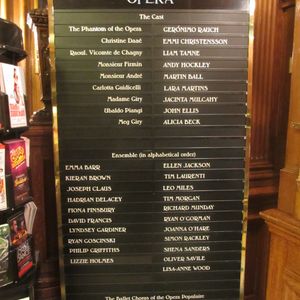 OPERA
The Cast
The Phantom of the Opera GERÓNIMO RAUCH
Christine Daaé EMMI CHRISTENSSON
Raoul, Vicomte de Chagny LIAM TAMNE
Monsieur Firmin ANDY HOCKLEY
Monsieur André MARTIN BALL
Carlotta Guidicelli LARA MARTINS
Madame Giry JACINTA MULCAHY
Ubaldo Piangi JOHN ELLIS
Meg Giry ALICIA BECK
Ensemble (in alphabetical order)
EMMA BARR ELLEN JACKSON
KIERAN BROWN TIM LAURENTI
JOSEPH CLAUS LEO MILES
HADRIAN DELACEY TIM MORGAN
FIONA FINSBURY RICHARD MUNDAY
DAVID FRANCIS RYAN O'GORMAN
LYNDSEY GARDINER JOANNA O'HARE
RYAN GOSCINSKI SIMON RACKLEY
PHILIP GRIFFITHS SHENA SANDERS
LIZZIE HOLMES OLIVER SAVILE
LISA-ANNE WOOD
The Ballet Chorus of the Opera Populaire